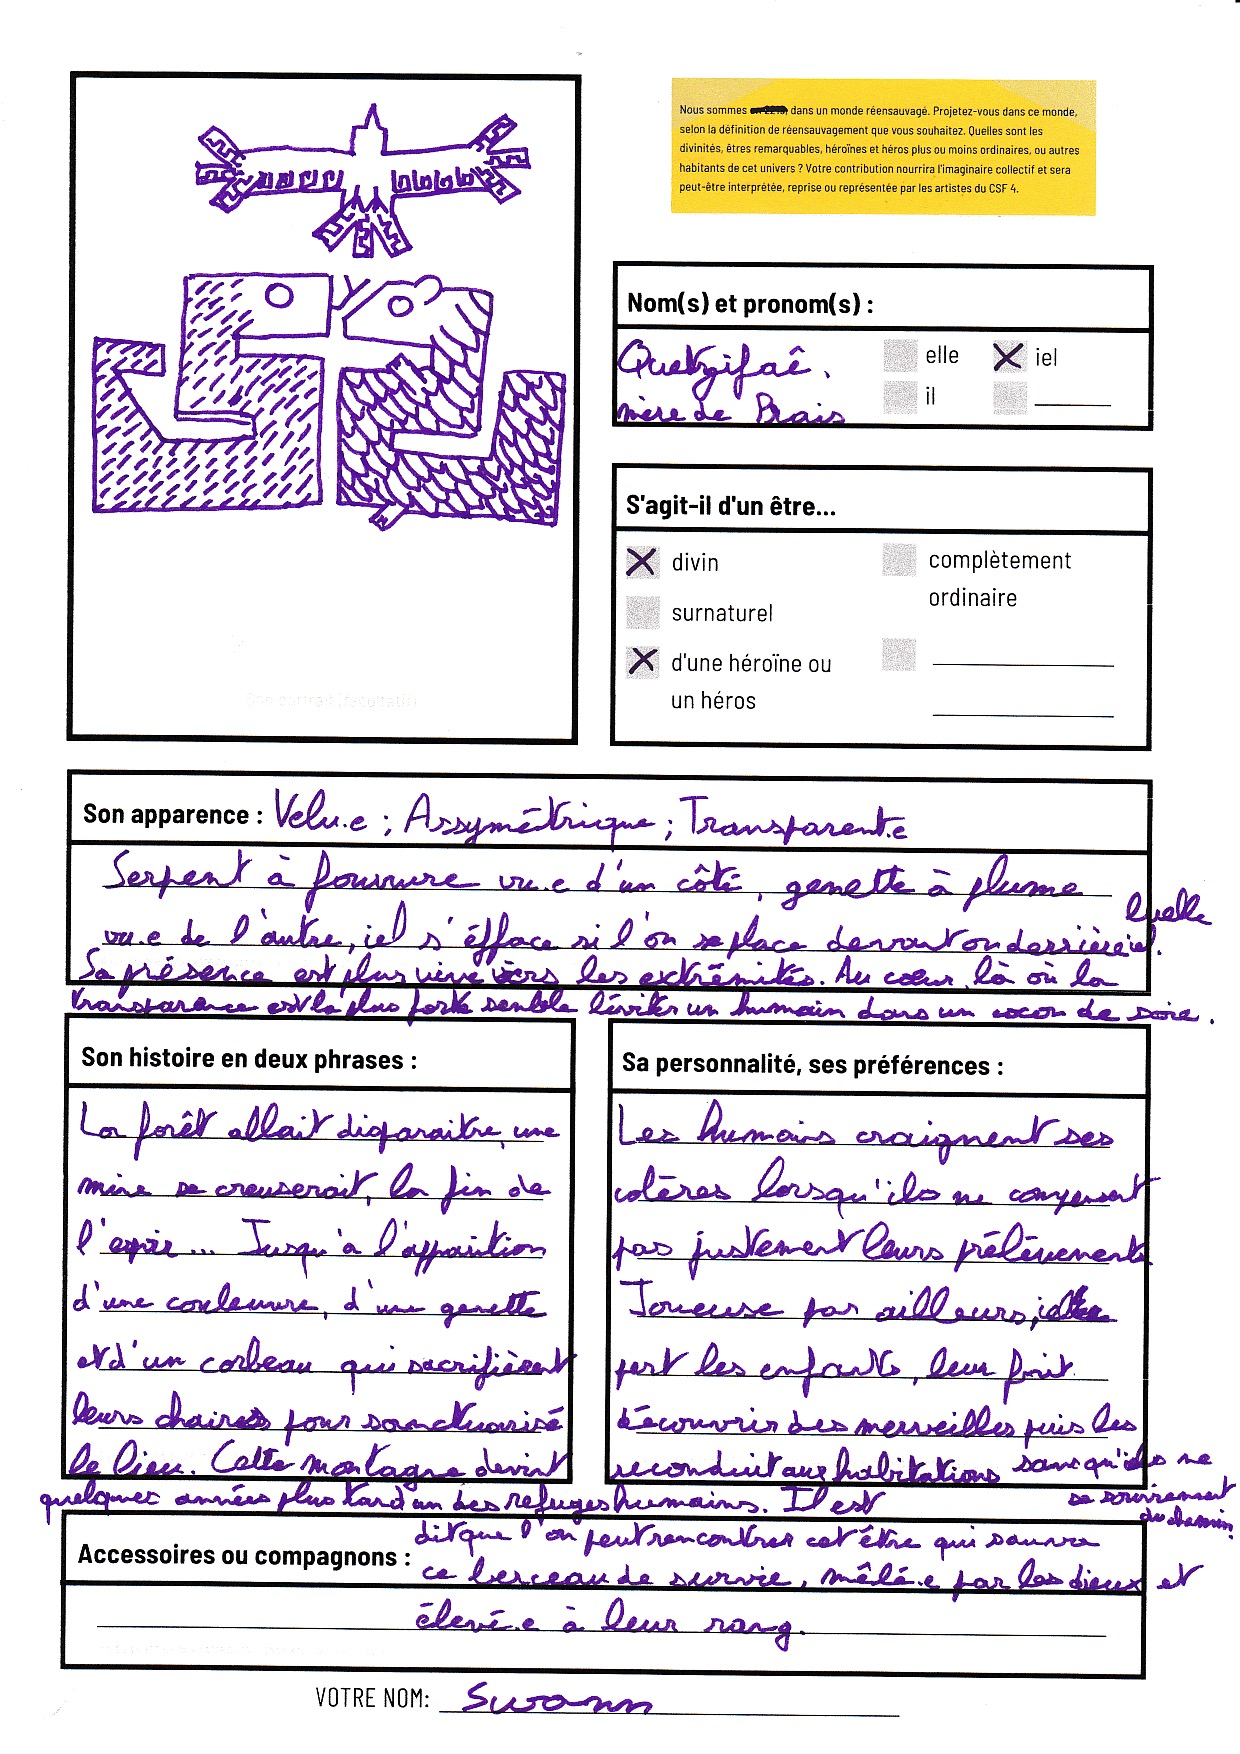 Nous sommes dans un monde réensauvagé. Projetez-vous dans ce monde,
selon la définition de réensauvagement que vous souhaitez. Quelles sont les
divinités, êtres remarquables, héroïnes et héros plus ou moins ordinaires, ou autres
habitants de cet univers ? Votre contribution nourrira l'imaginaire collectif et sera
peut-être interprétée, reprise ou représentée par les artistes du CSF 4.
Nom(s) et pronom(s) :
Quetzifaê.
mère de Brais
elle
iel
il
Son portrait (facultatif)
S'agit-il d'un être...
divin
complètement
ordinaire
surnaturel
d'une héroïne ou
un héros
Son apparence : Velu.e ; Assymétrique ; Transparent.e
Serpent à fourrure vu.e d'un côté, genette à plume
vu.e de l'autre, iel s'éfface si l'on se place devant ou derrière
Sa présence est plus vive vers les extrêmités. Au cœur, là où la
transparence est la plus forte semble léviter un humain dans un cocon de soie.
Son histoire en deux phrases :
La forêt allait disparaitre, une
mine se creuserait, la fin de
l'espoir... Jusqu'à l'apparition
d'une couleuvre, d'une genette
et d'un corbeau qui sacrifièrent
leurs chaires pour sanctuarisé
le lieu. Cette montagne devint
quelques années plus tard un des refuges humains. Il est
dit que l'on peut rencontrer cet être qui sauva
ce berceau de survie, mêlé.e par les dieux et
élevé.e à leur rang.
Sa personnalité, ses préférences :
Les humains craignent ses
colères lorsqu'ils ne compensent
pas justement leurs prélèvements
Joueuse par ailleurs,
perd les enfants, leur fait
découvrir des merveilles puis les
reconduit aux habitations sans qu'ils ne
se souviennent
du chemin.
Accessoires ou compagnons :
VOTRE NOM: Swann